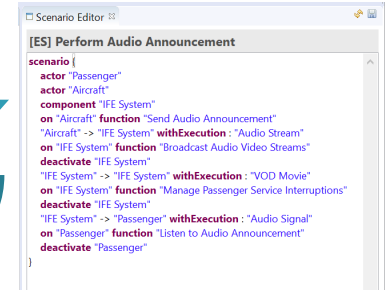 Scenario Editor
[ES] Perform Audio Announcement
scenario {
actor "Passenger"
actor "Aircraft"
component "IFE System"
on "Aircraft" function "Send Audio Announcement"
"Aircraft" -> "IFE System" withExecution : "Audio Stream"
on "IFE System" function "Broadcast Audio Video Streams"
deactivate "IFE System"
"IFE System" -> "IFE System" withExecution : "VOD Movie"
on "IFE System" function "Manage Passenger Service Interruptions"
deactivate "IFE System"
"IFE System" -> "Passenger" withExecution : "Audio Signal"
on "Passenger" function "Listen to Audio Announcement"
deactivate "Passenger"
}